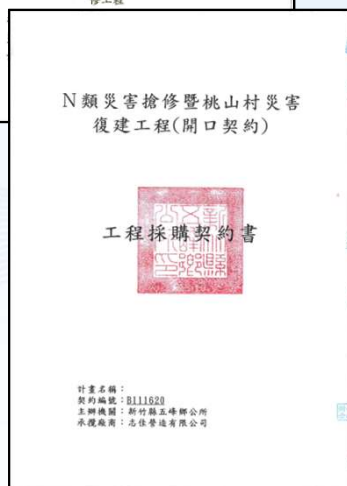 修工程
N類災害搶修暨桃山村災害
復建工程(開口契約)
工程採購契約書
計畫名稱：
契約編號：B111620
主辦機關：新竹縣五峰鄉公所
承攬廠商：志佳營造有限公司